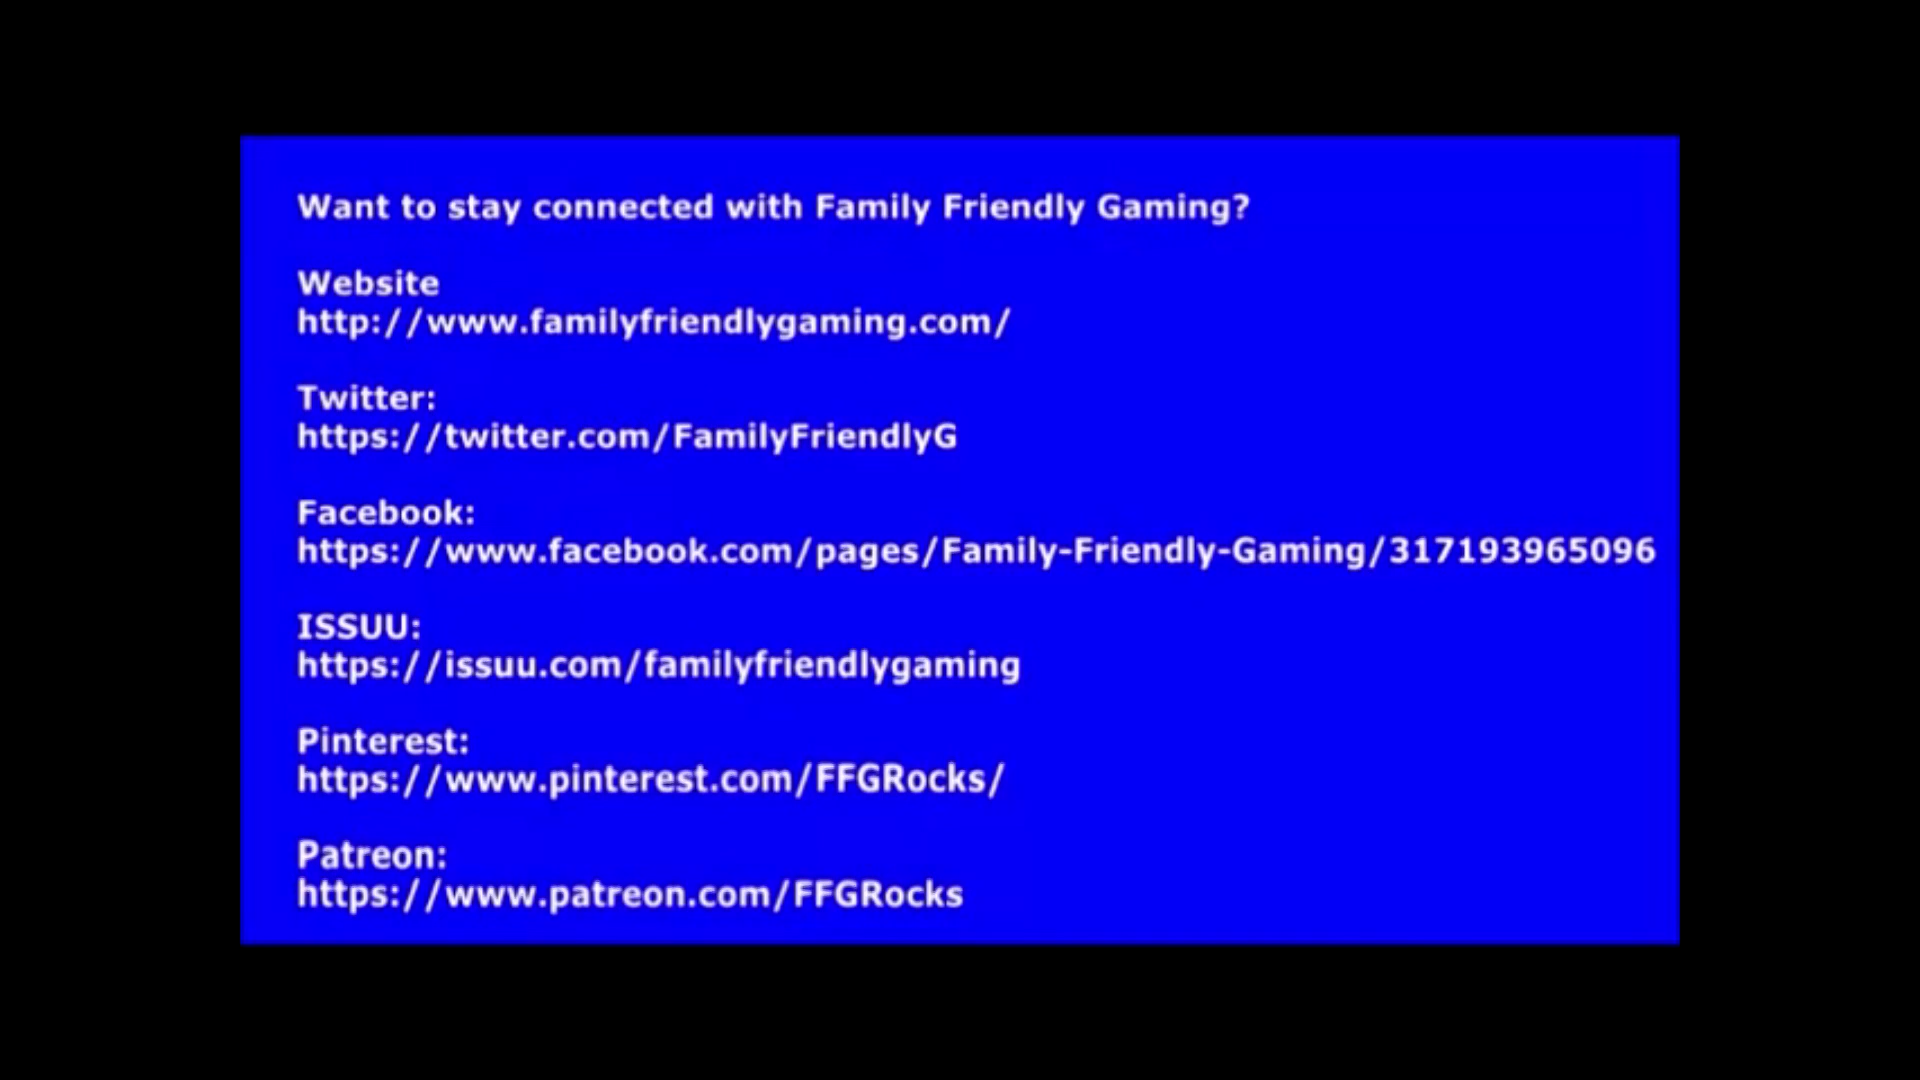 Want to stay connected with Family Friendly Gaming?
Website
http://www.familyfriendlygaming.com/
Twitter:
https://twitter.com/FamilyFriendlyG
Facebook:
https://www.facebook.com/pages/Family-Friendly-Gaming/317193965096
ISSUU:
https://issuu.com/familyfriendlygaming
Pinterest:
https://www.pinterest.com/FFGRocks/
Patreon:
https://www.patreon.com/FFGRocks